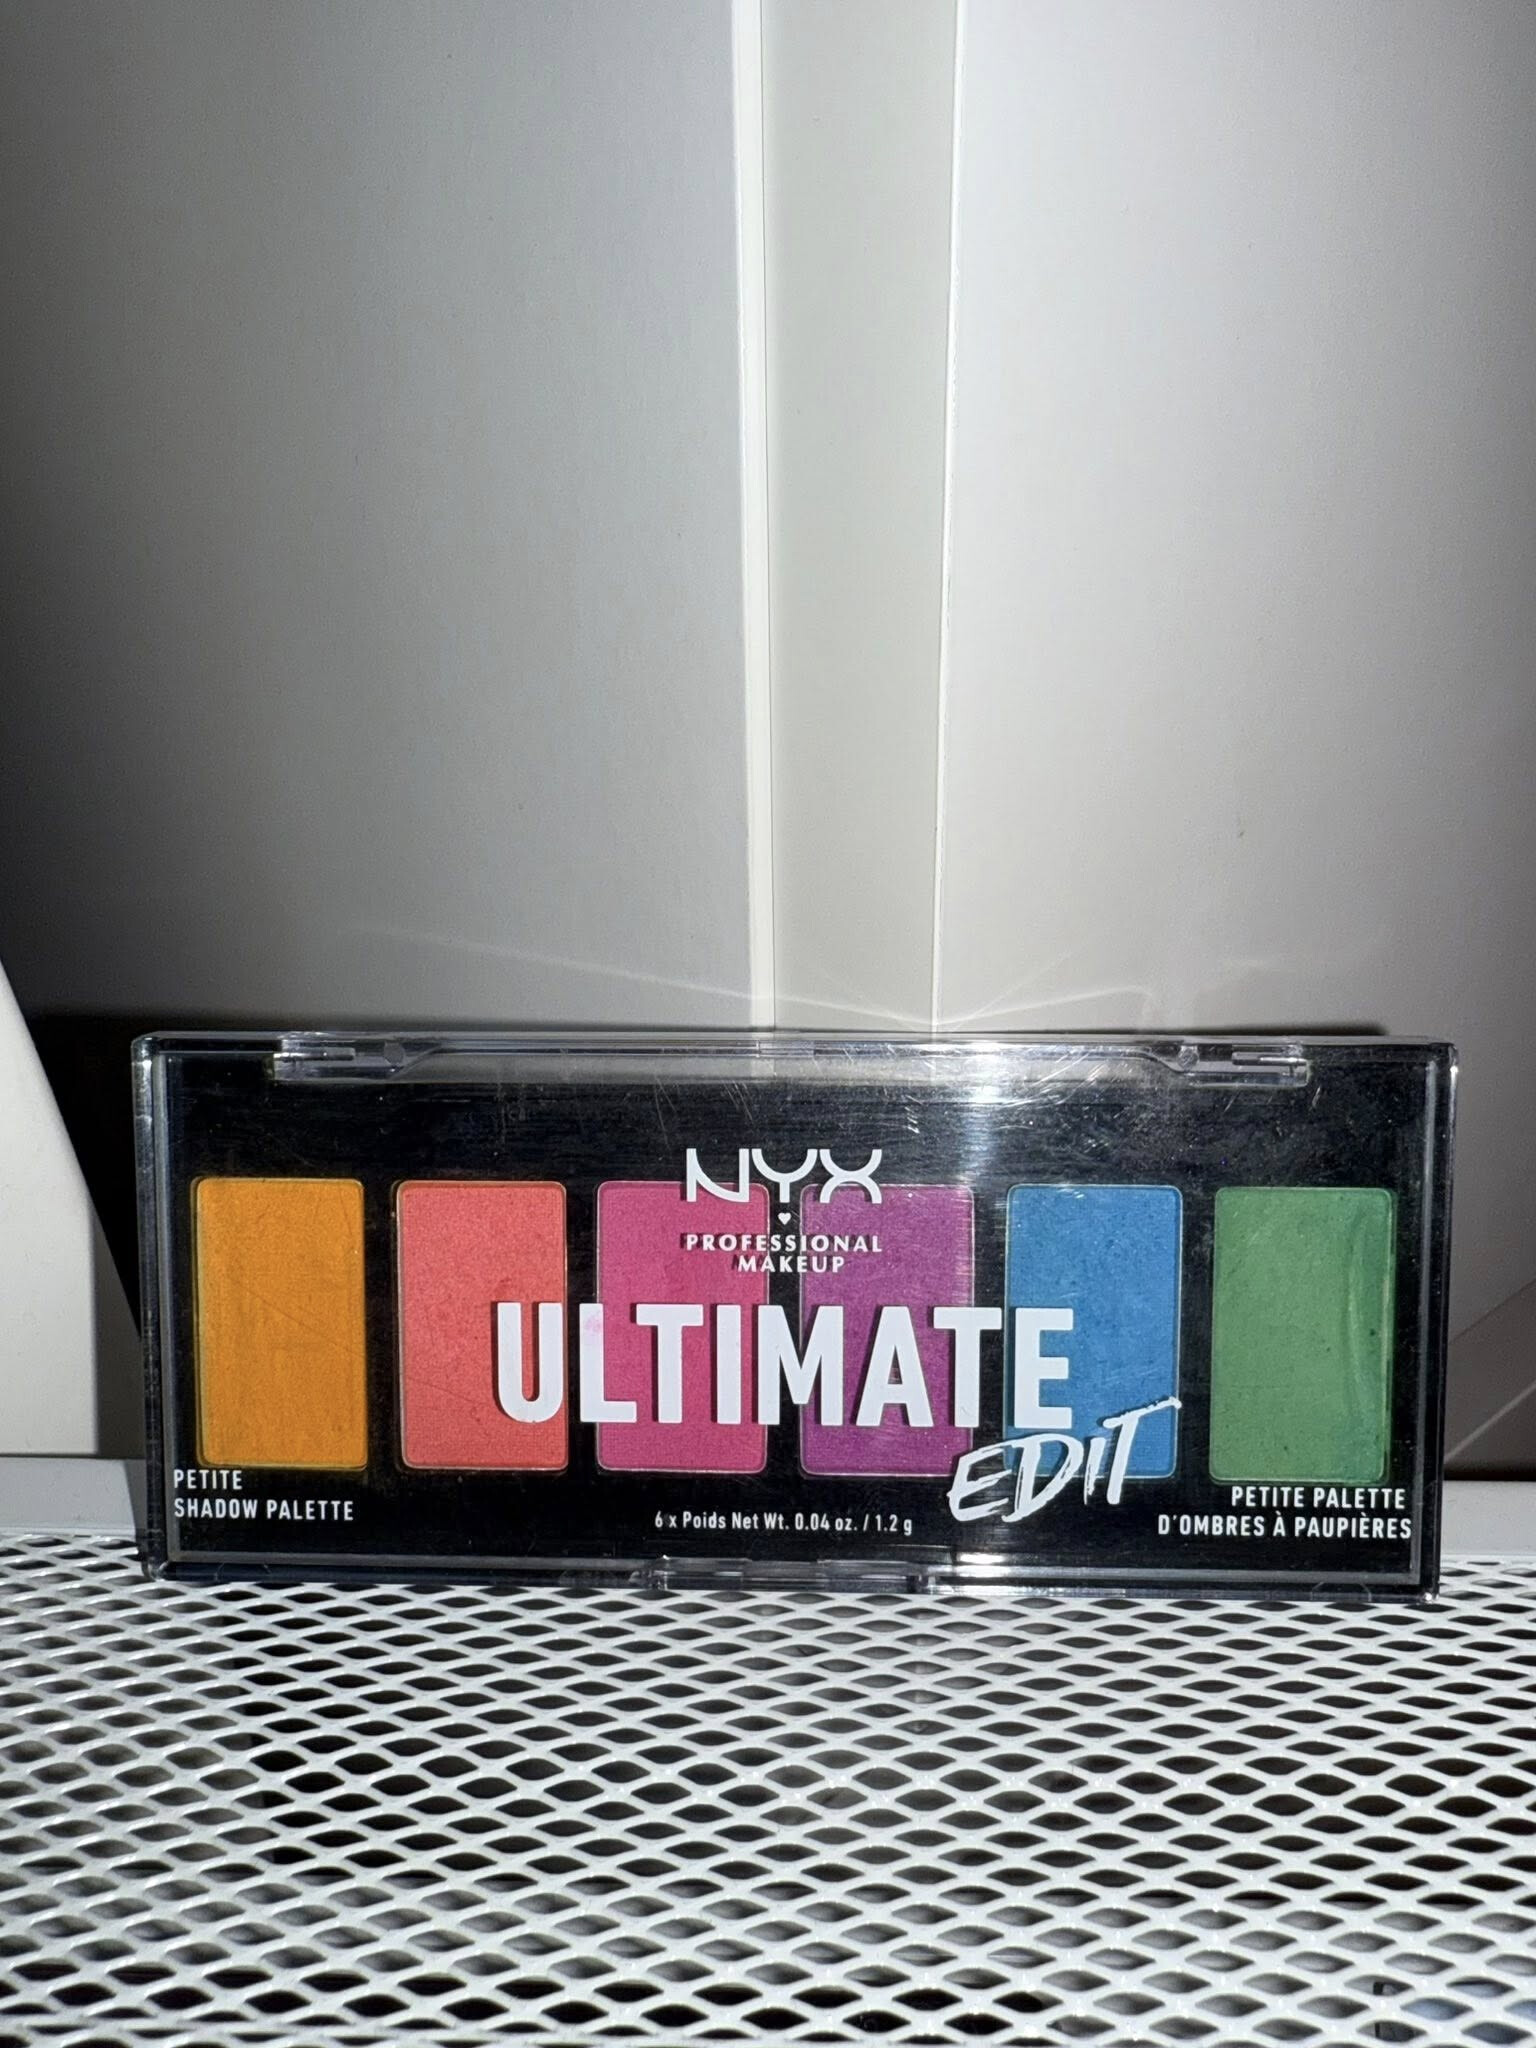 NYX
PROFESSIONAL
MAKEUP
ULTIMATE
EDIT
PETITE
SHADOW PALETTE
6 x Poids Net Wt. 0.04 oz. / 1.2 g
PETITE PALETTE
D'OMBRES À PAUPIÈRES